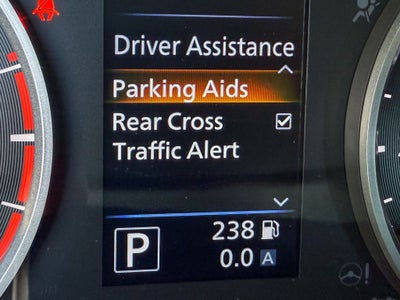 Driver Assistance
Parking Aids
Rear Cross
Traffic Alert
P 238
0.0 A